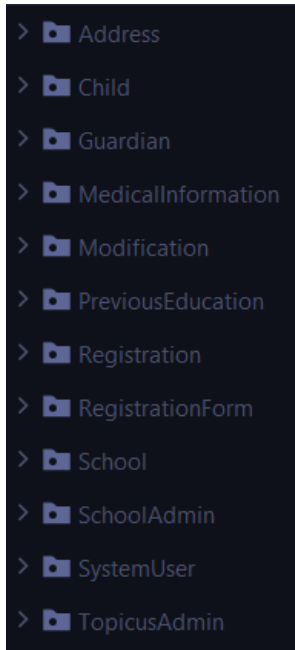 Address
Child
Guardian
MedicalInformation
Modification
PreviousEducation
Registration
RegistrationForm
School
SchoolAdmin
SystemUser
TopicusAdmin